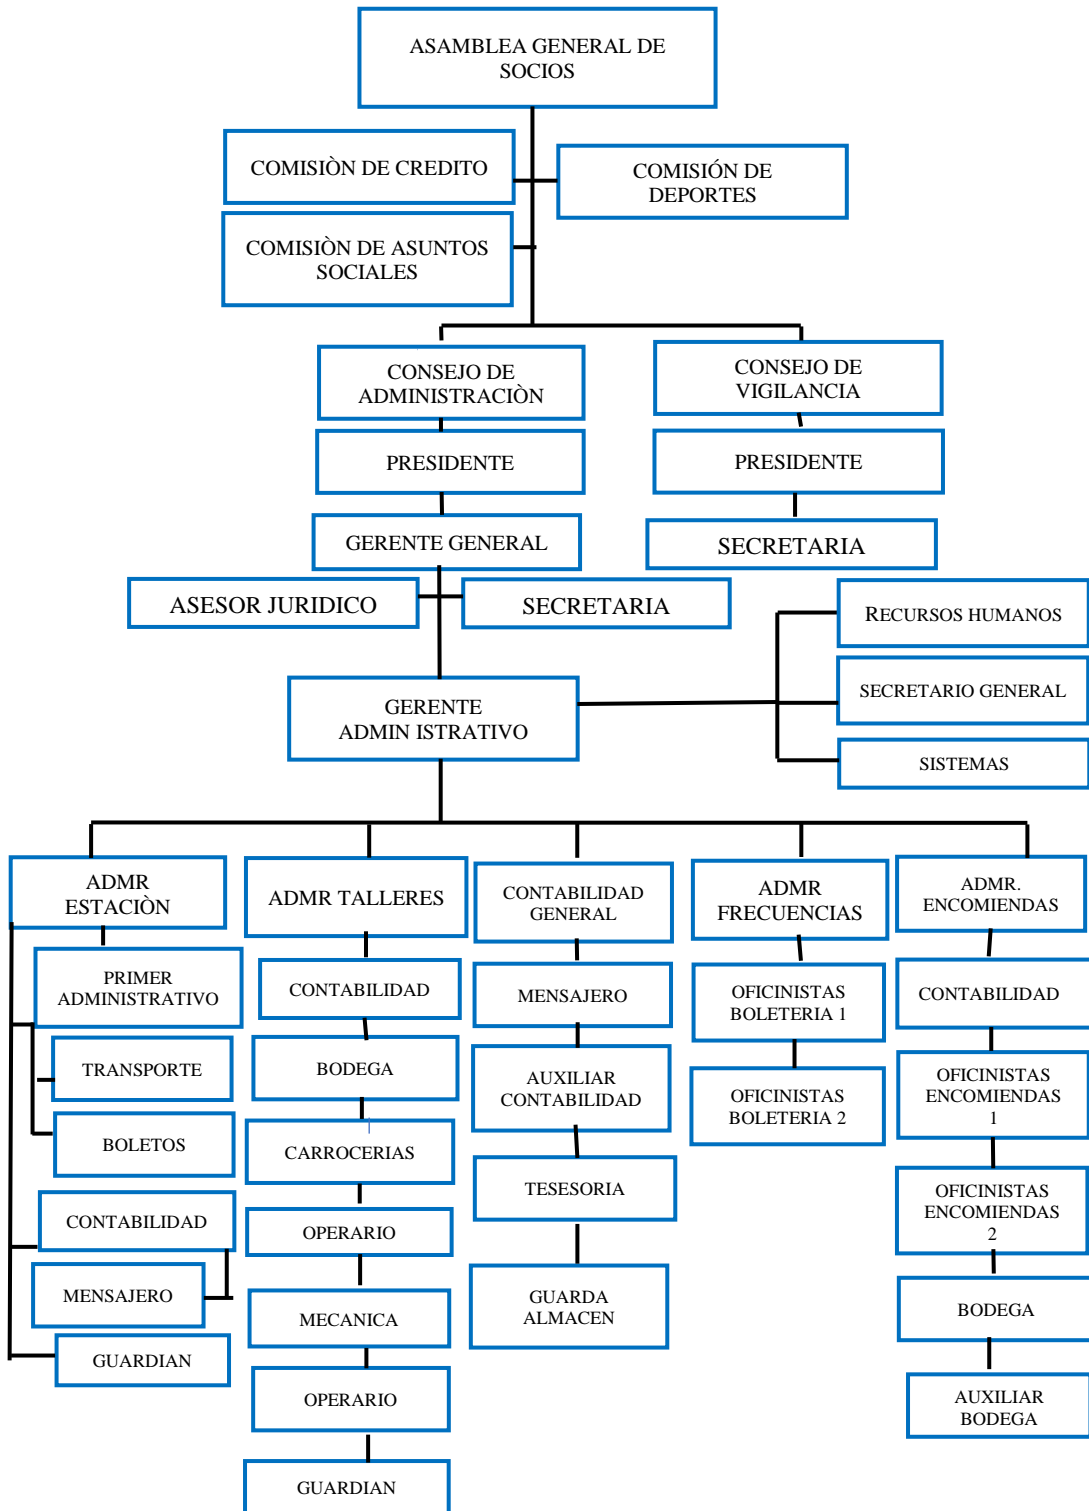 ASAMBLEA GENERAL DE
SOCIOS
COMISIÒN DE CREDITO
COMISIÓN DE
DEPORTES
COMISIÒN DE ASUNTOS
SOCIALES
CONSEJO DE
ADMINISTRACIÒN
CONSEJO DE
VIGILANCIA
PRESIDENTE
PRESIDENTE
GERENTE GENERAL
SECRETARIA
ASESOR JURIDICO
SECRETARIA
RECURSOS HUMANOS
SECRETARIO GENERAL
SISTEMAS
GERENTE
ADMIN ISTRATIVO
ADMR
ESTACIÒN
PRIMER
ADMINISTRATIVO
TRANSPORTE
BOLETOS
CONTABILIDAD
MENSAJERO
GUARDIAN
ADMR TALLERES
CONTABILIDAD
BODEGA
CARROCERIAS
OPERARIO
MECANICA
OPERARIO
GUARDIAN
CONTABILIDAD
GENERAL
MENSAJERO
AUXILIAR
CONTABILIDAD
TESESORIA
GUARDA
ALMACEN
ADMR
FRECUENCIAS
OFICINISTAS
BOLETERIA 1
OFICINISTAS
BOLETERIA 2
ADMR.
ENCOMIENDAS
CONTABILIDAD
OFICINISTAS
ENCOMIENDAS
1
OFICINISTAS
ENCOMIENDAS
2
BODEGA
AUXILIAR
BODEGA